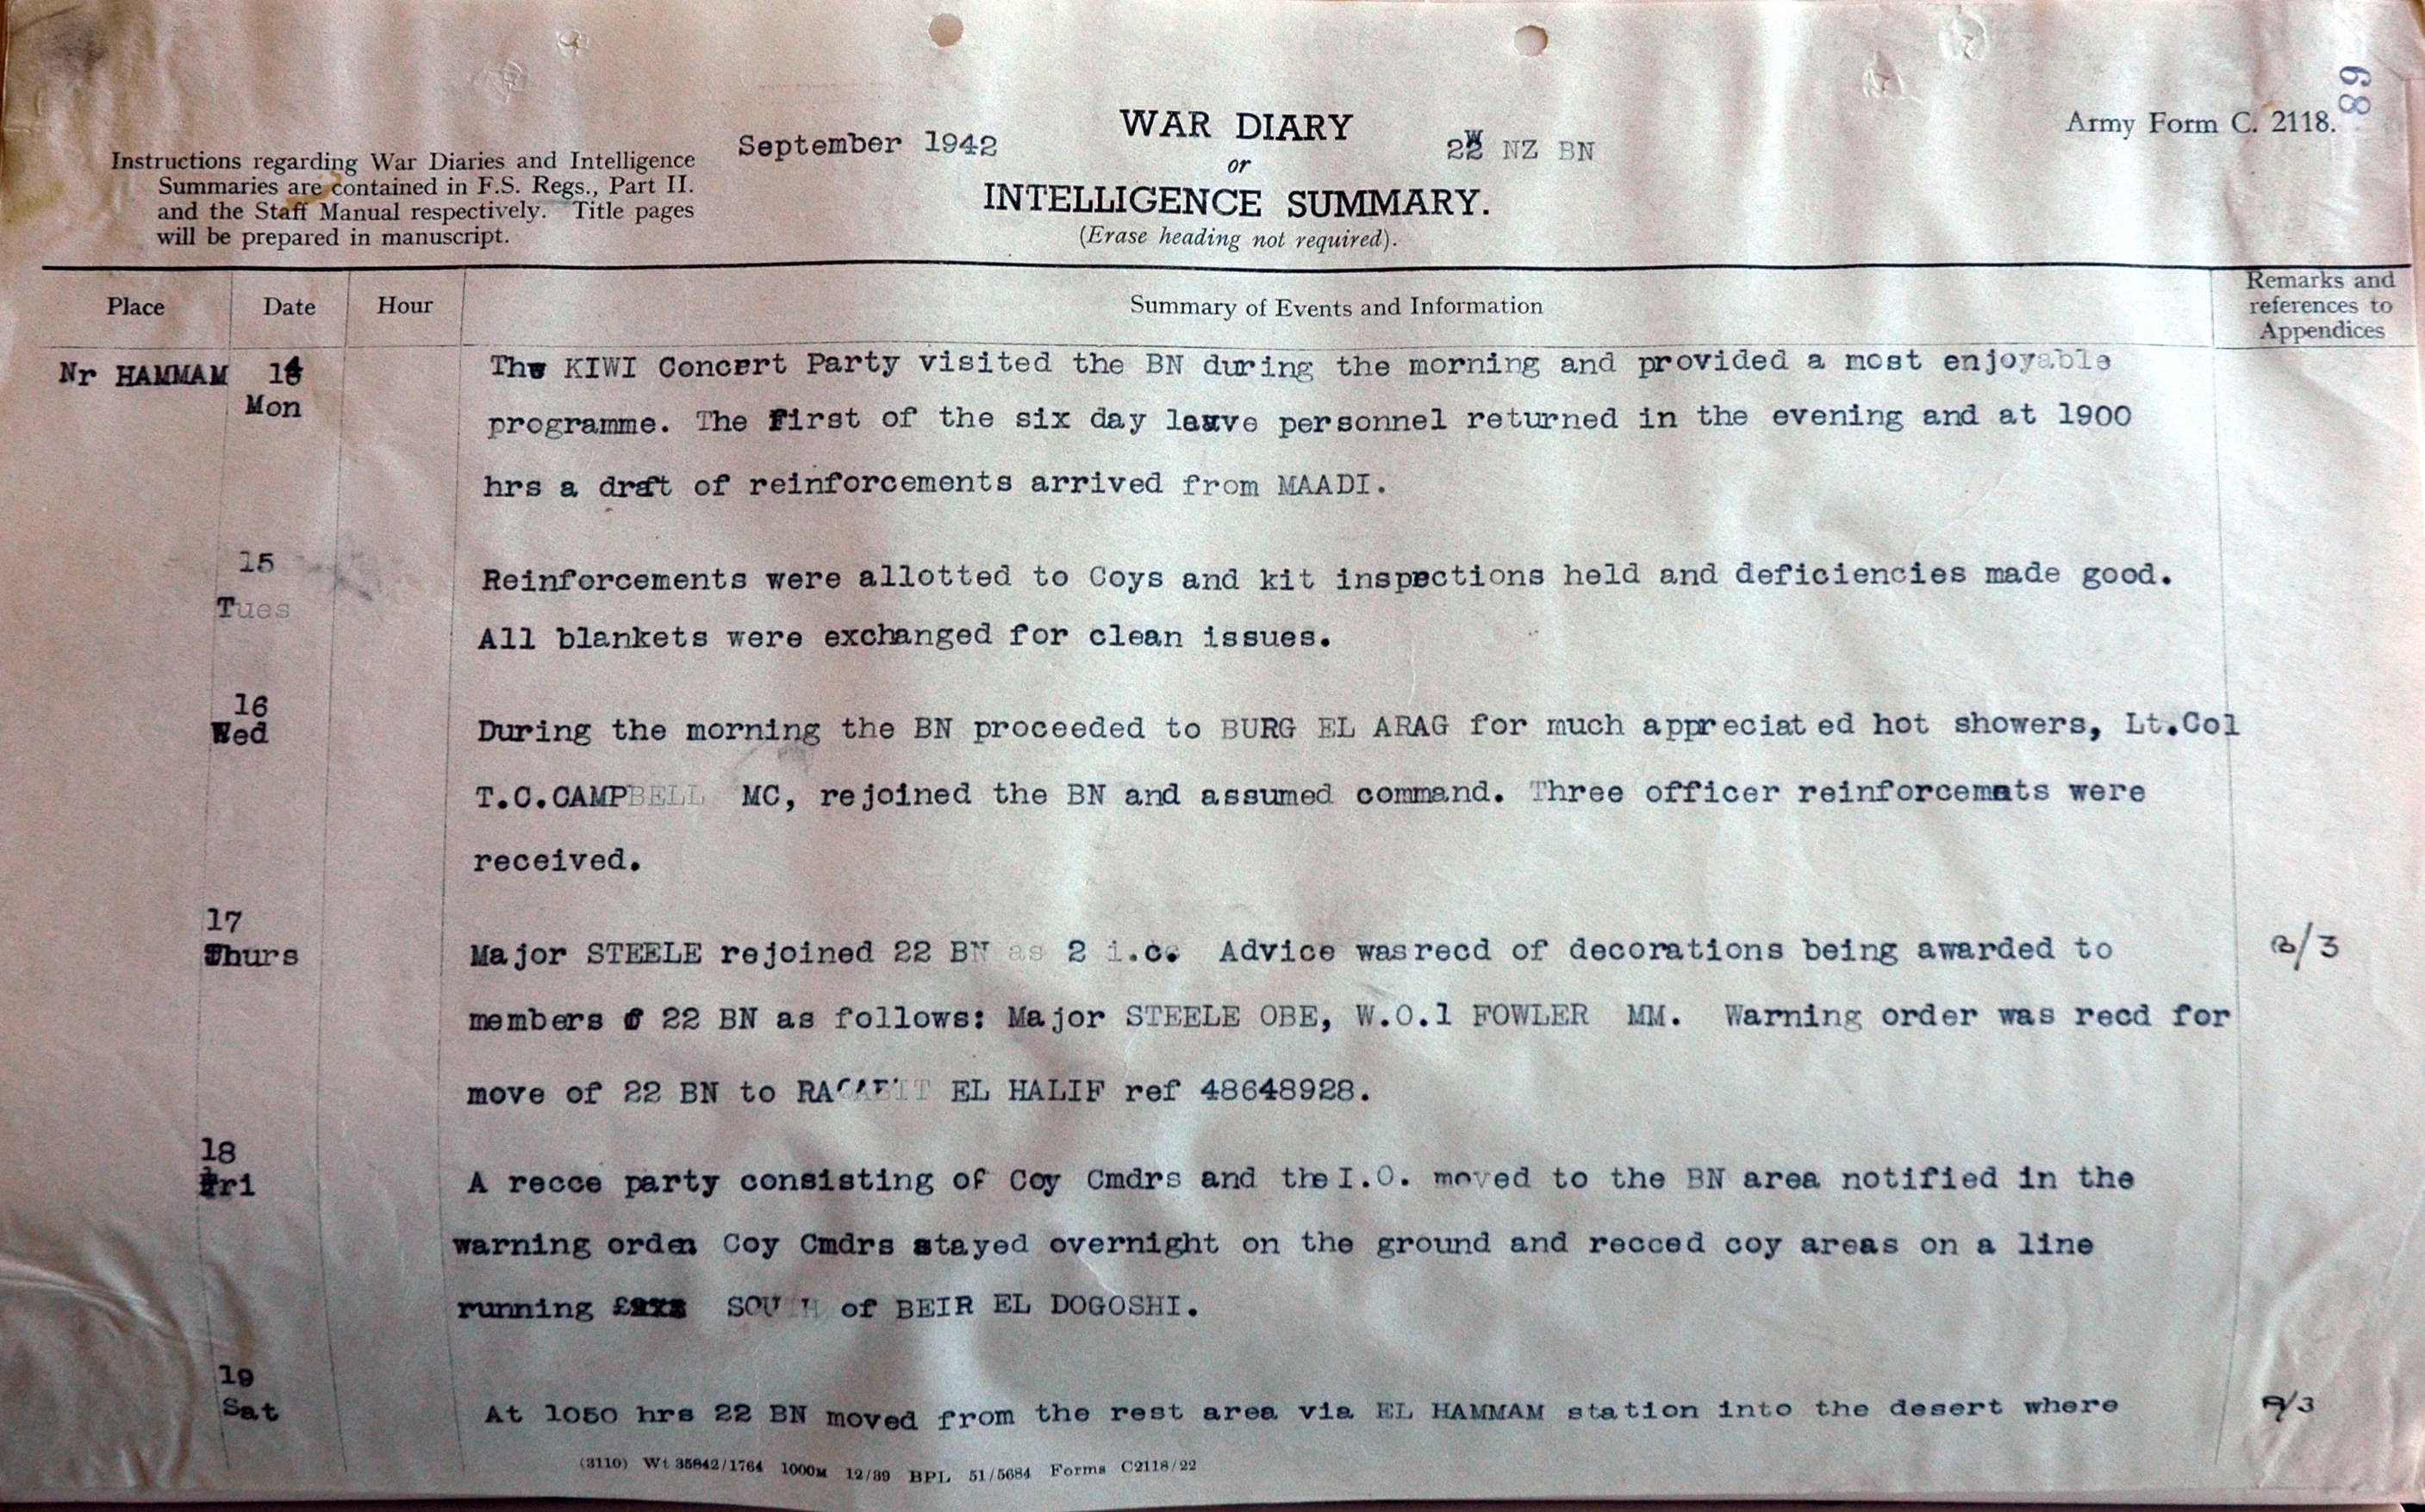 89
Army Form C. 2118.
WAR DIARY
September 1942
or
22 NZ BN
INTELLIGENCE SUMMARY.
(Erase heading not required).
Instructions regarding War Diaries and Intelligence
Summaries are contained in F.S. Regs., Part II.
and the Staff Manual respectively. Title pages
will be prepared in manuscript.
Place Date Hour Summary of Events and Information Remarks and
references to
Appendices
Nr HAMMAM 14
Mon
The KIWI Concert Party visited the BN during the morning and provided a most enjoyable
programme. The First of the six day leave personnel returned in the evening and at 1900
hrs a draft of reinforcements arrived from MAADI.
15
Tues
Reinforcements were allotted to Coys and kit inspections held and deficiencies made good.
All blankets were exchanged for clean issues.
16
Wed
During the morning the BN proceeded to BURG EL ARAG for much appreciated hot showers, Lt.Col
T.C.CAMPBELL MC, rejoined the BN and assumed command. Three officer reinforcemnts were
received.
17
Thurs
Major STEELE rejoined 22 BN as 2 i.c. Advice was recd of decorations being awarded to B/3
members of 22 BN as follows: Major STEELE OBE, W.O.1 FOWLER MM. Warning order was recd for
move of 22 BN to EL HALIF ref 48648928.
18
Fri
A recce party consisting of Coy Cmdrs and the I.O. moved to the BN area notified in the
warning order Coy Cmdrs stayed overnight on the ground and recced coy areas on a line
running SOUTH of BEIR EL DOGOSHI.
19
Sat
At 1050 hrs 22 BN moved from the rest area via EL HAMMAM station into the desert where
(3110) Wt 35842/1764 1000M 12/39 BPL 51/5684 Forms C2118/22